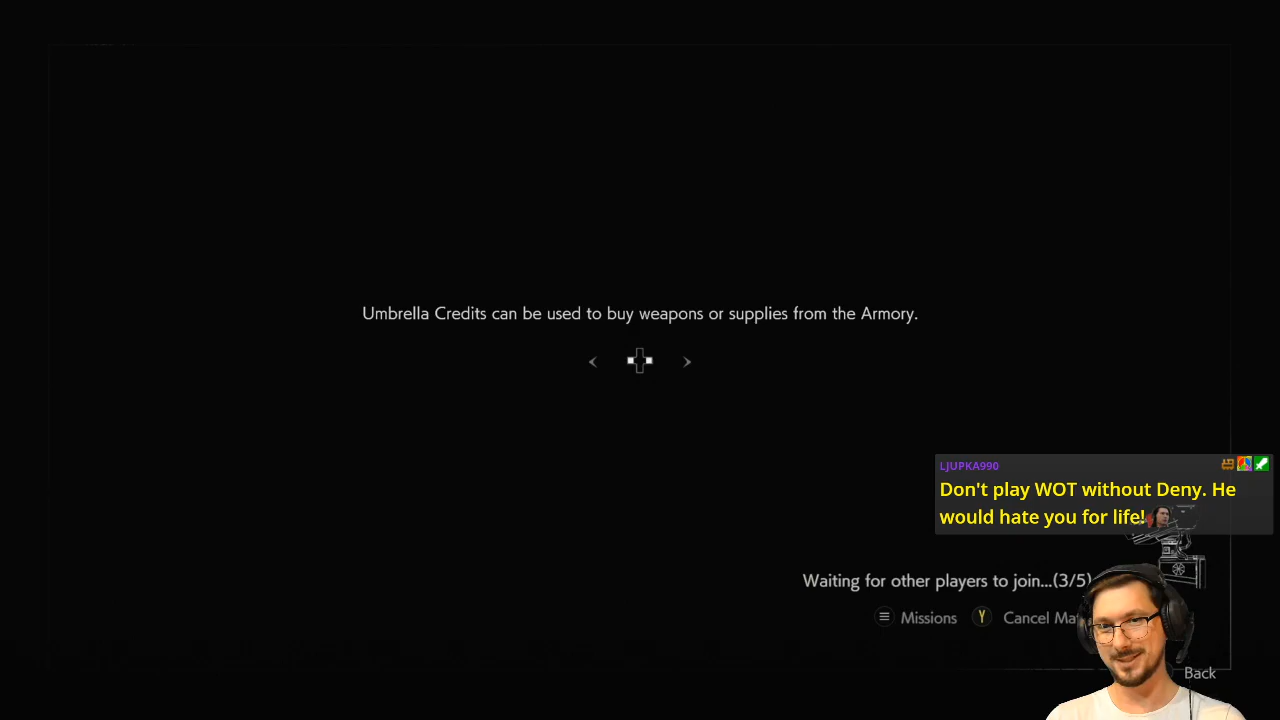 Umbrella Credits can be used to buy weapons or supplies from the Armory.
LJUPKA990
Don't play WOT without Deny. He
would hate you for life!
Waiting for other players to join...(3/5)
Missions Y Cancel
Back